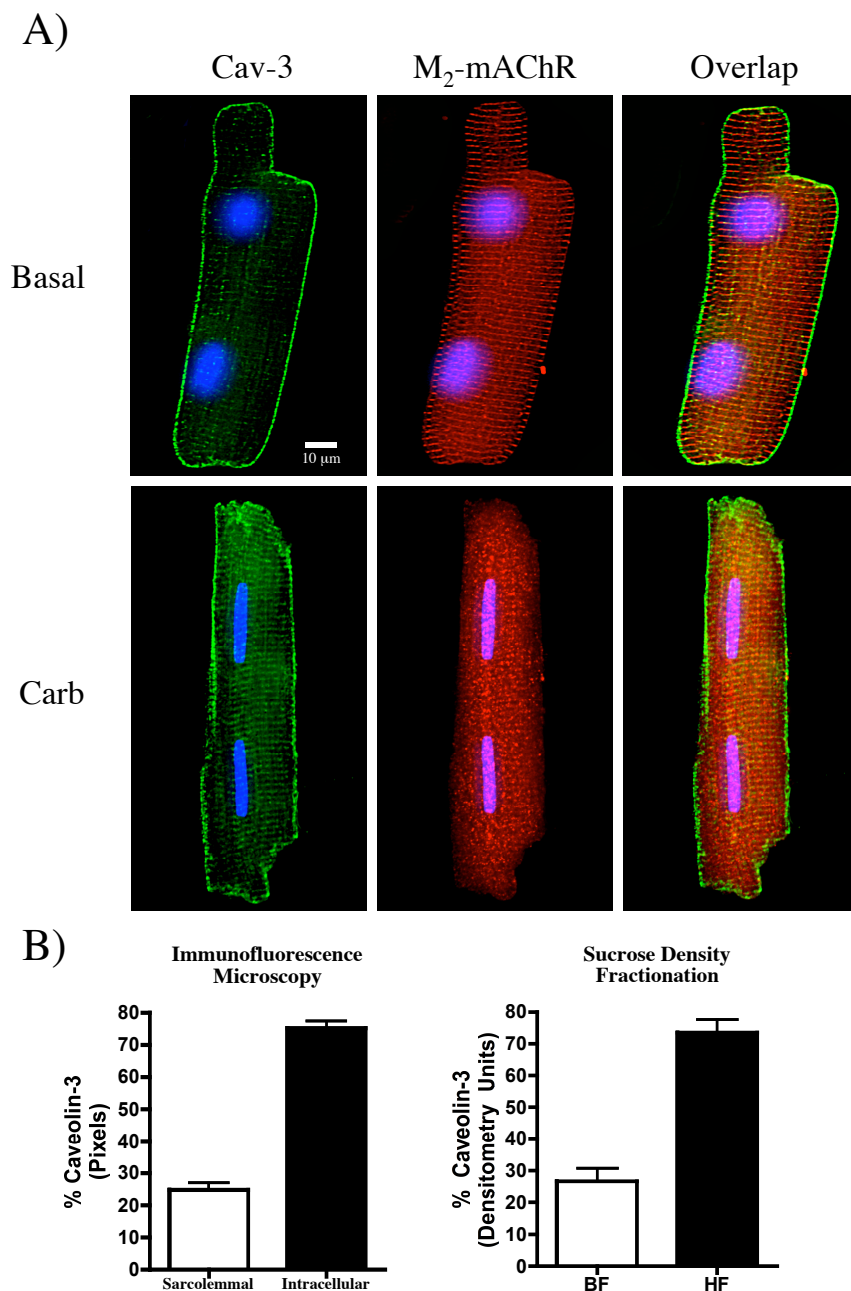 A)
Cav-3
M₂-mAChR
Overlap
Basal
10 μm
Carb
B)
Immunofluorescence
Microscopy
% Caveolin-3
(Pixels)
80
70
60
50
40
30
20
10
0
Sarcolemmal
Intracellular
Sucrose Density
Fractionation
% Caveolin-3
(Densitometry Units)
80
70
60
50
40
30
20
10
0
BF
HF